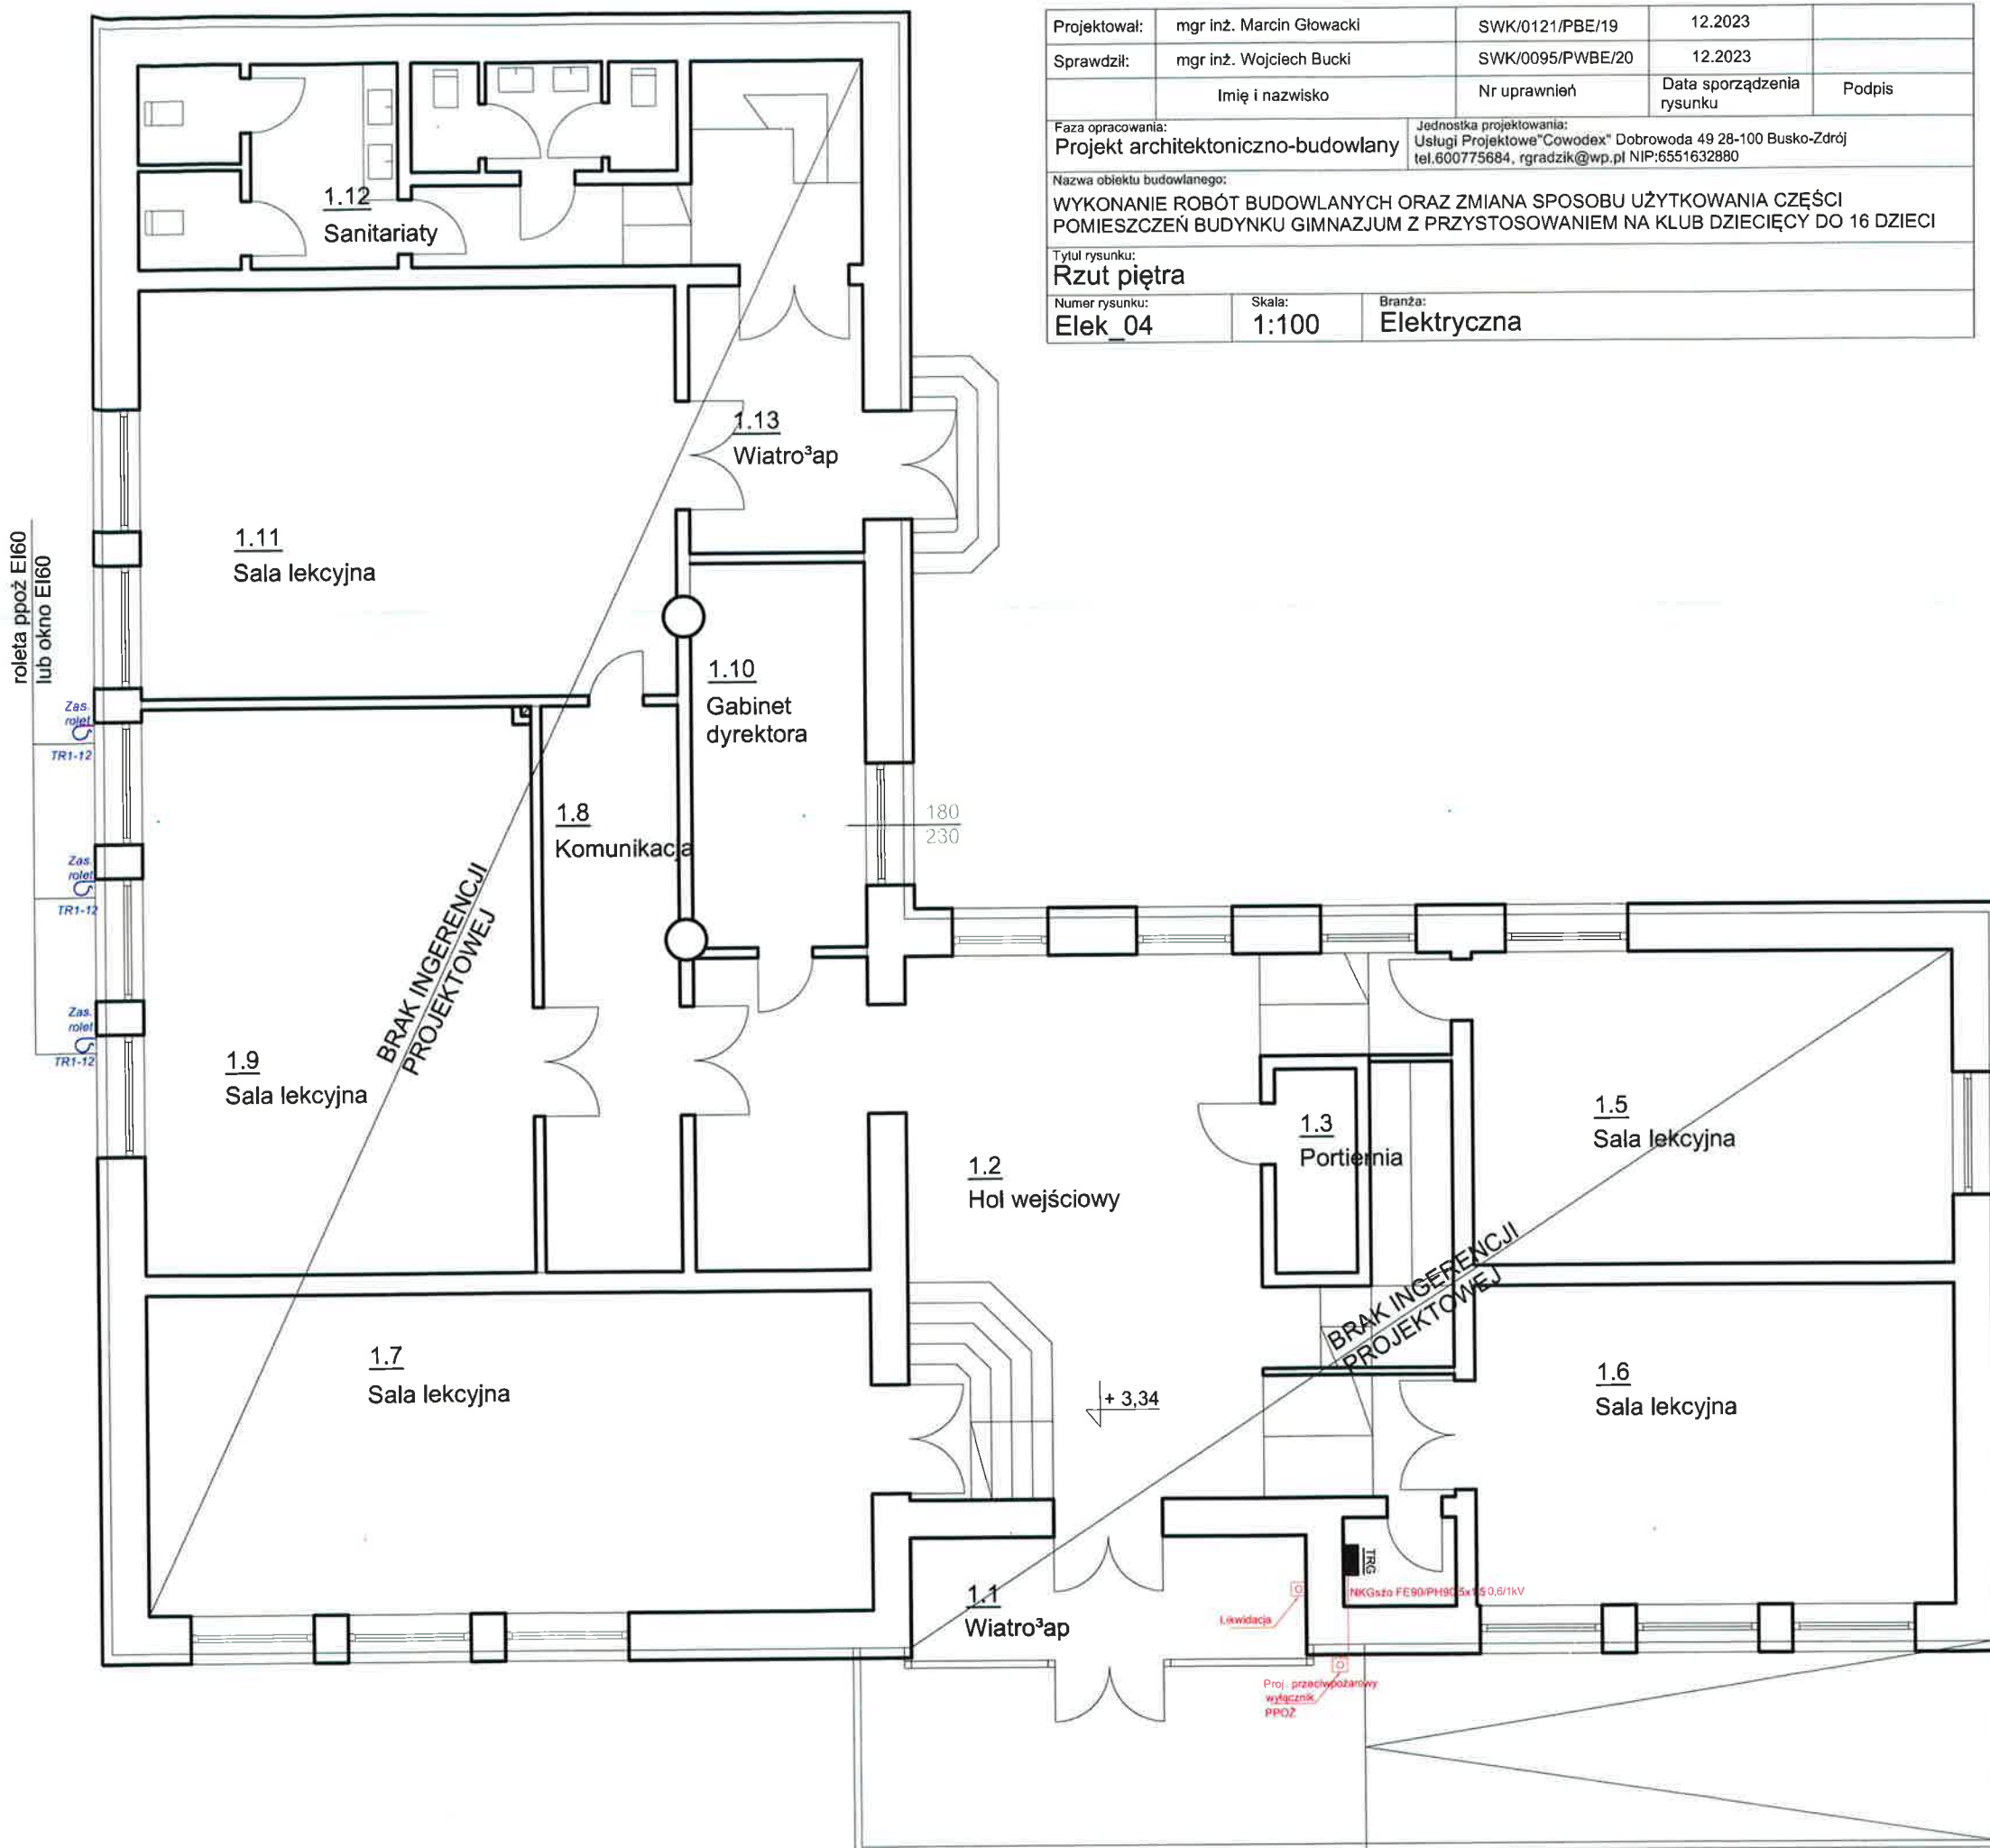 Projektował: mgr inż. Marcin Głowacki SWK/0121/PBE/19 12.2023
Sprawdził: mgr inż. Wojciech Bucki SWK/0095/PWBE/20 12.2023
Imię i nazwisko Nr uprawnień Data sporządzenia rysunku Podpis
Faza opracowania:
Projekt architektoniczno-budowlany
Jednostka projektowania:
Usługi Projektowe"Cowodex" Dobrowoda 49 28-100 Busko-Zdrój
tel.600775684, rgradzik@wp.pl NIP:6551632880
Nazwa obiektu budowlanego:
WYKONANIE ROBÓT BUDOWLANYCH ORAZ ZMIANA SPOSOBU UŻYTKOWANIA CZĘŚCI
POMIESZCZEŃ BUDYNKU GIMNAZJUM Z PRZYSTOSOWANIEM NA KLUB DZIECIĘCY DO 16 DZIECI
Tytuł rysunku:
Rzut piętra
Numer rysunku: Skala: Branża:
Elek_04 1:100 Elektryczna
1.12
Sanitariaty
1.13
Wiatro³ap
1.11
Sala lekcyjna
roleta ppoż EI60
lub okno EI60
1.10
Gabinet
dyrektora
Zas.
rolet
TR1-12
1.8
Komunikacja
180
230
Zas.
rolet
TR1-12
BRAK INGERENCJI
PROJEKTOWEJ
Zas.
rolet
TR1-12
1.9
Sala lekcyjna
1.5
Sala lekcyjna
1.3
Portiernia
1.2
Hol wejściowy
BRAK INGERENCJI
PROJEKTOWEJ
1.7
Sala lekcyjna
+ 3,34
1.6
Sala lekcyjna
TRG
NKGsżo FE90/PH90 5x1,5 0,6/1kV
1.1
Wiatro³ap
Likwidacja
Proj. przeciwpożarowy
wyłącznik
PPOŻ